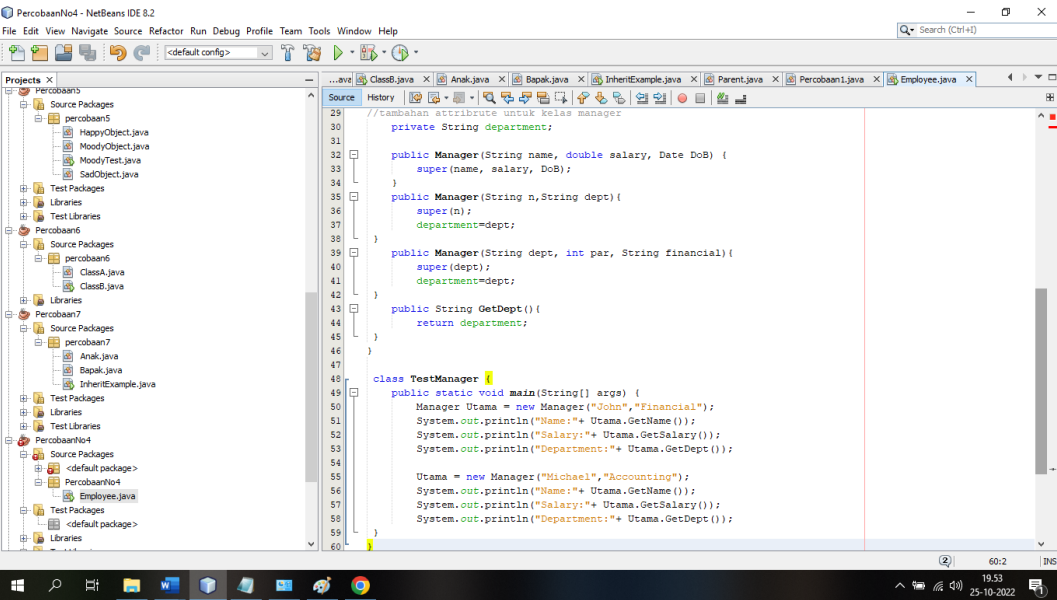 PercobaanNo4 - NetBeans IDE 8.2
File Edit View Navigate Source Refactor Run Debug Profile Team Tools Window Help
Search (Ctrl+I)
<default config>
Projects
...ava ClassB.java Anak.java Bapak.java InheritExample.java Parent.java Percobaan1.java Employee.java
Source History
Percobaan5
Source Packages
percobaan5
HappyObject.java
MoodyObject.java
MoodyTest.java
SadObject.java
Test Packages
Libraries
Test Libraries
Percobaan6
Source Packages
percobaan6
ClassA.java
ClassB.java
Libraries
Percobaan7
Source Packages
percobaan7
Anak.java
Bapak.java
InheritExample.java
Test Packages
Libraries
Test Libraries
PercobaanNo4
Source Packages
<default package>
PercobaanNo4
Employee.java
Test Packages
<default package>
Libraries
29 //tambahan attribrute untuk kelas manager
30 private String department;
31
32 public Manager(String name, double salary, Date DoB) {
33 super(name, salary, DoB);
34 }
35 public Manager(String n,String dept){
36 super(n);
37 department=dept;
38 }
39 public Manager(String dept, int par, String financial){
40 super(dept);
41 department=dept;
42 }
43 public String GetDept(){
44 return department;
45 }
46 }
47
48 class TestManager {
49 public static void main(String[] args) {
50 Manager Utama = new Manager("John","Financial");
51 System.out.println("Name:"+ Utama.GetName());
52 System.out.println("Salary:"+ Utama.GetSalary());
53 System.out.println("Department:"+ Utama.GetDept());
54
55 Utama = new Manager("Michael","Accounting");
56 System.out.println("Name:"+ Utama.GetName());
57 System.out.println("Salary:"+ Utama.GetSalary());
58 System.out.println("Department:"+ Utama.GetDept());
59 }
60 }
2 60:2 INS
19.53
25-10-2022
1